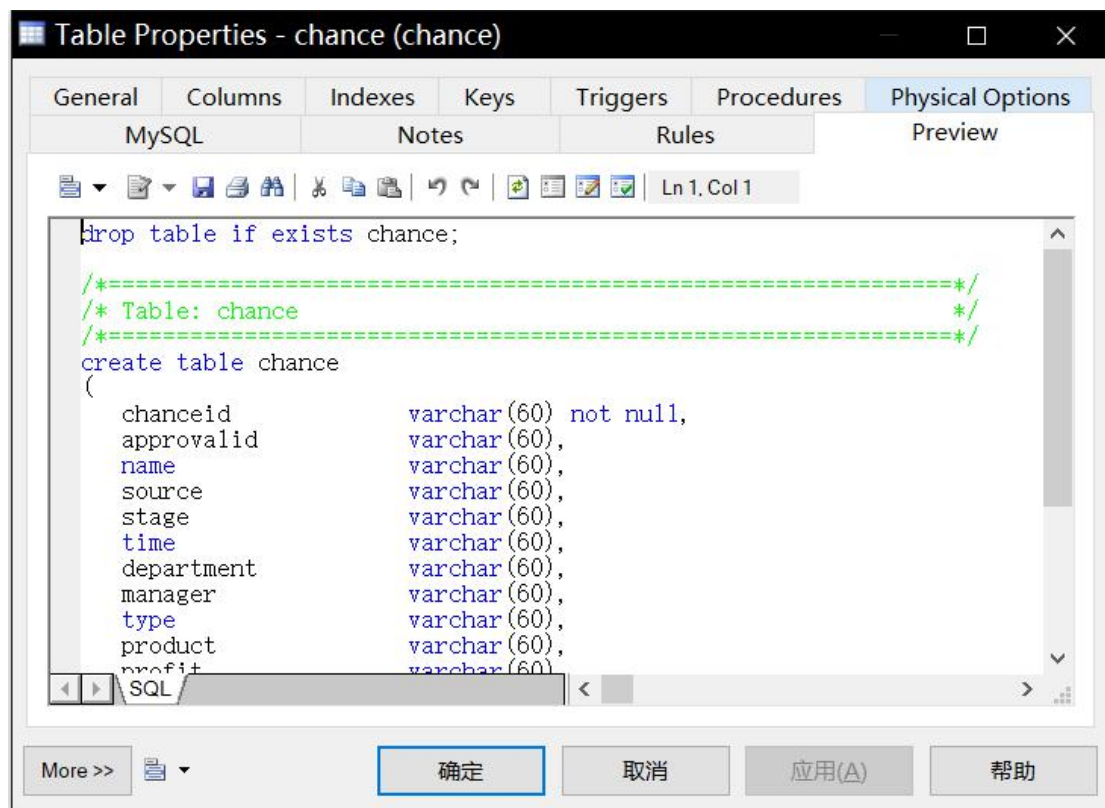 Table Properties - chance (chance)
General Columns Indexes Keys Triggers Procedures Physical Options
MySQL Notes Rules Preview
Ln 1, Col 1
drop table if exists chance;
/*==============================================================*/
/* Table: chance */
/*==============================================================*/
create table chance
(
chanceid varchar(60) not null,
approvalid varchar(60),
name varchar(60),
source varchar(60),
stage varchar(60),
time varchar(60),
department varchar(60),
manager varchar(60),
type varchar(60),
product varchar(60),
profit varchar(60)
SQL
More >> 确定 取消 应用(A) 帮助